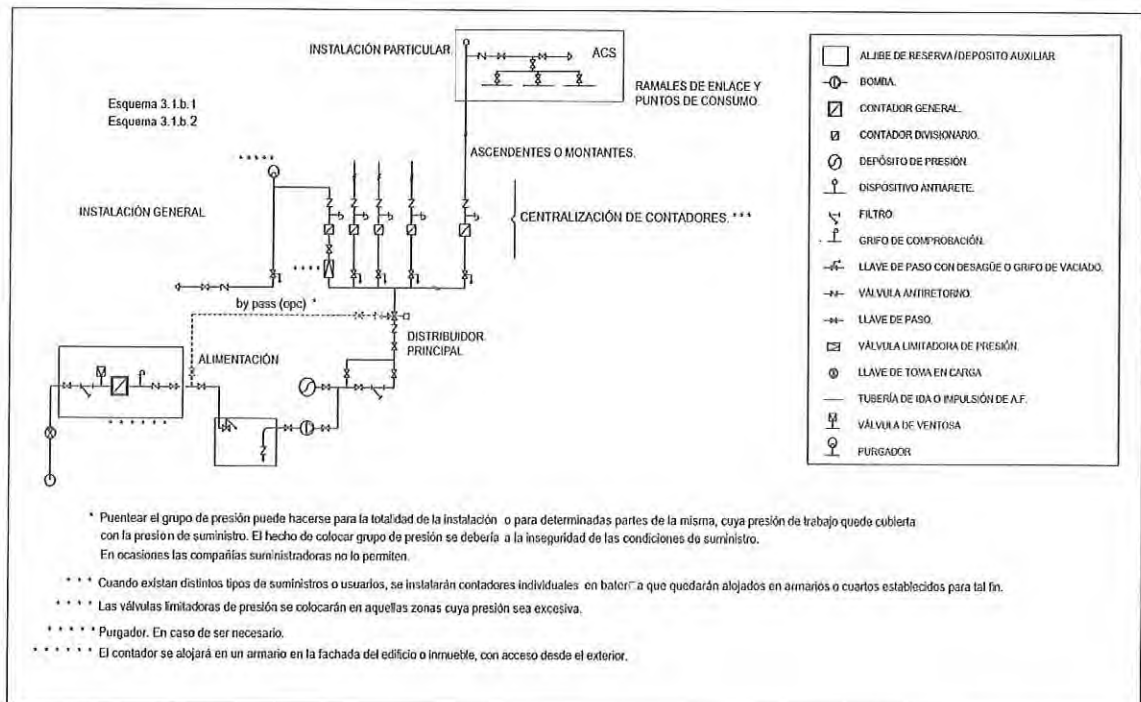 INSTALACIÓN PARTICULAR.
ACS
RAMALES DE ENLACE Y
PUNTOS DE CONSUMO.
Esquema 3.1.b.1
Esquema 3.1.b.2
ASCENDENTES O MONTANTES.
* * * * *
INSTALACIÓN GENERAL
CENTRALIZACIÓN DE CONTADORES. * * *
* * * *
by pass (opc) *
DISTRIBUIDOR
PRINCIPAL
ALIMENTACIÓN
* * * * * *
ALJIBE DE RESERVA/DEPOSITO AUXILIAR
BOMBA.
CONTADOR GENERAL.
CONTADOR DIVISIONARIO.
DEPÓSITO DE PRESIÓN.
DISPOSITIVO ANTIARETE.
FILTRO.
GRIFO DE COMPROBACIÓN.
LLAVE DE PASO CON DESAGÜE O GRIFO DE VACIADO.
VÁLVULA ANTIRETORNO.
LLAVE DE PASO.
VÁLVULA LIMITADORA DE PRESIÓN.
LLAVE DE TOMA EN CARGA
TUBERÍA DE IDA O IMPULSIÓN DE A.F.
VÁLVULA DE VENTOSA
PURGADOR
* Puentear el grupo de presión puede hacerse para la totalidad de la instalación o para determinadas partes de la misma, cuya presión de trabajo quede cubierta
con la presión de suministro. El hecho de colocar grupo de presión se debería a la inseguridad de las condiciones de suministro.
En ocasiones las compañías suministradoras no lo permiten.
* * * Cuando existan distintos tipos de suministros o usuarios, se instalarán contadores individuales en batería que quedarán alojados en armarios o cuartos establecidos para tal fin.
* * * * Las válvulas limitadoras de presión se colocarán en aquellas zonas cuya presión sea excesiva.
* * * * * Purgador. En caso de ser necesario.
* * * * * * El contador se alojará en un armario en la fachada del edificio o inmueble, con acceso desde el exterior.